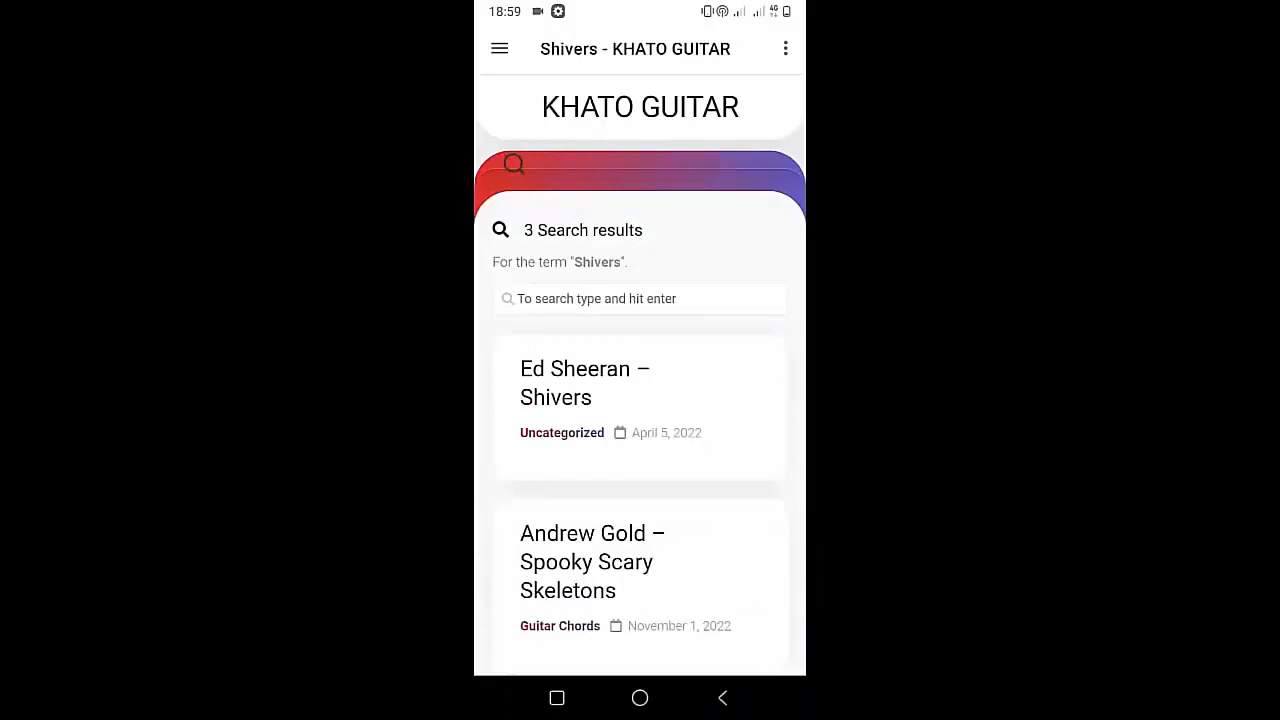 18:59
4G
Shivers - KHATO GUITAR
KHATO GUITAR
3 Search results
For the term "Shivers".
To search type and hit enter
Ed Sheeran –
Shivers
Uncategorized April 5, 2022
Andrew Gold –
Spooky Scary
Skeletons
Guitar Chords November 1, 2022